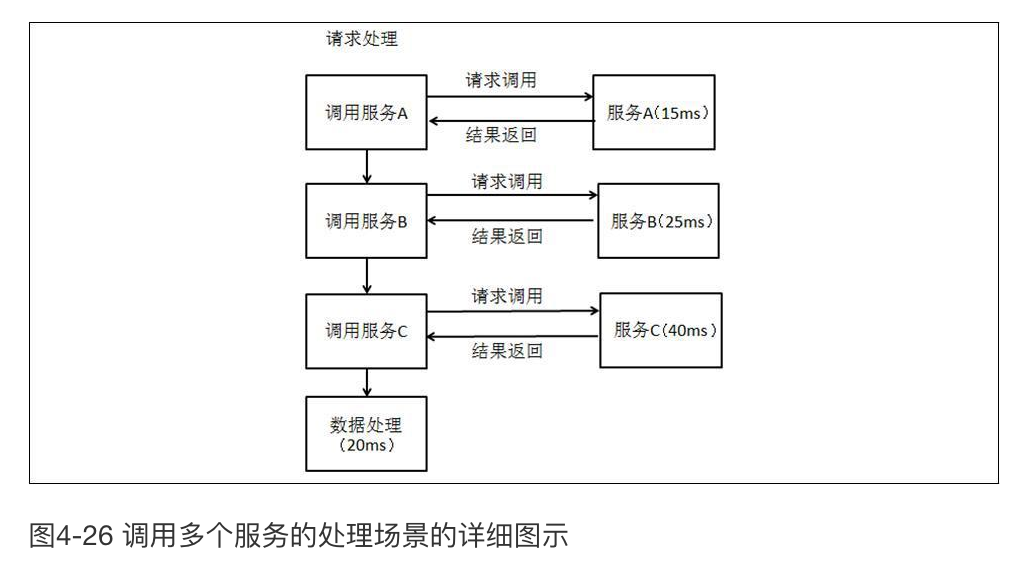 请求处理
请求调用
调用服务A
服务A(15ms)
结果返回
请求调用
调用服务B
服务B(25ms)
结果返回
请求调用
调用服务C
服务C(40ms)
结果返回
数据处理
(20ms)
图4-26 调用多个服务的处理场景的详细图示